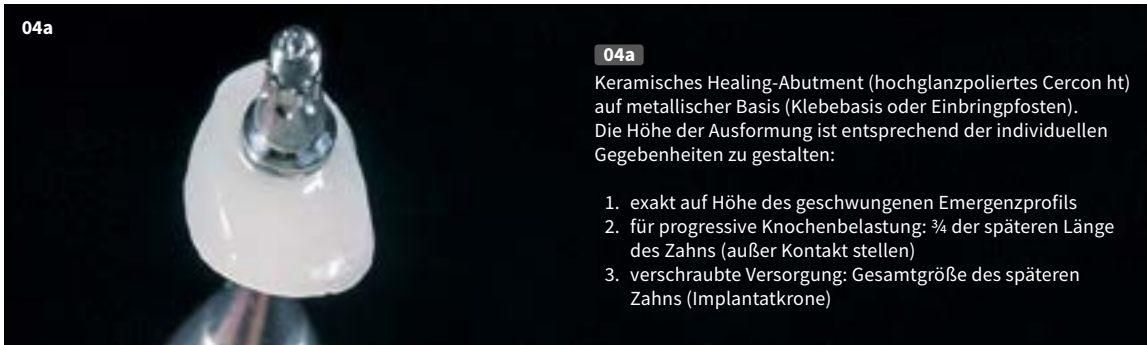 04a
04a
Keramisches Healing-Abutment (hochglanzpoliertes Cercon ht)
auf metallischer Basis (Klebebasis oder Einbringpfosten).
Die Höhe der Ausformung ist entsprechend der individuellen
Gegebenheiten zu gestalten:
1. exakt auf Höhe des geschwungenen Emergenzprofils
2. für progressive Knochenbelastung: ¾ der späteren Länge
des Zahns (außer Kontakt stellen)
3. verschraubte Versorgung: Gesamtgröße des späteren
Zahns (Implantatkrone)